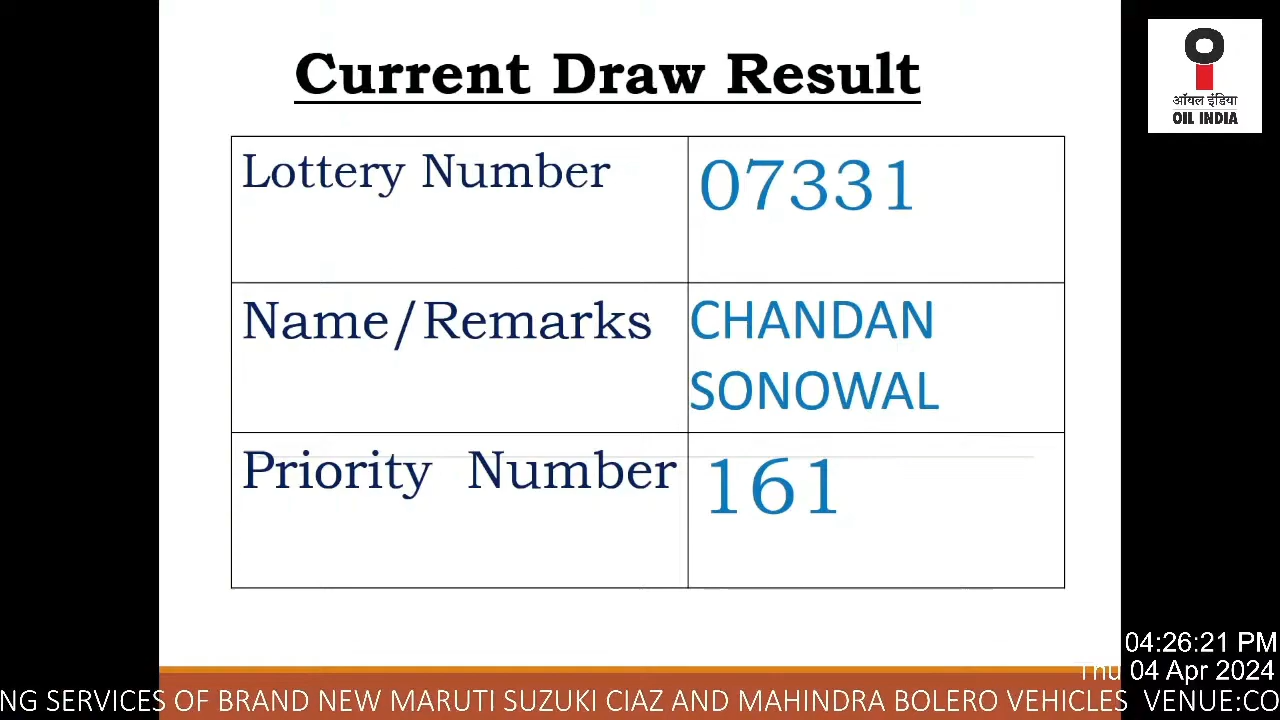 Current Draw Result
ऑयल इंडिया
OIL INDIA
Lottery Number 07331
Name/Remarks CHANDAN
SONOWAL
Priority Number 161
04:26:21 PM
Thu 04 Apr 2024
NG SERVICES OF BRAND NEW MARUTI SUZUKI CIAZ AND MAHINDRA BOLERO VEHICLES VENUE:CO